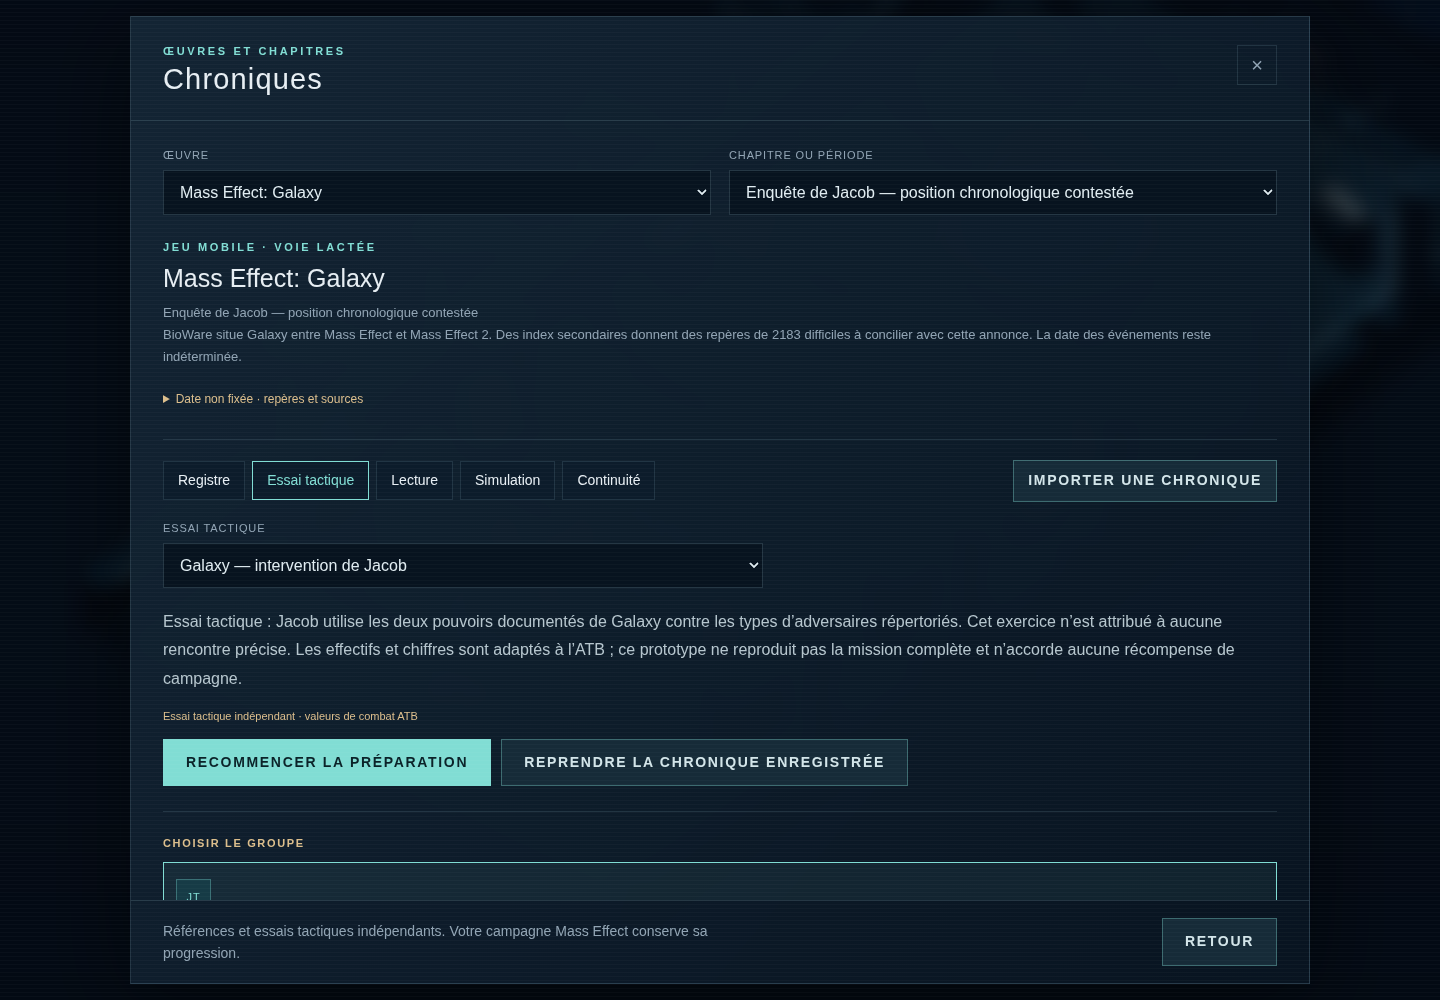 ŒUVRES ET CHAPITRES
Chroniques
×
ŒUVRE
CHAPITRE OU PÉRIODE
Mass Effect: Galaxy
Enquête de Jacob — position chronologique contestée
JEU MOBILE · VOIE LACTÉE
Mass Effect: Galaxy
Enquête de Jacob — position chronologique contestée
BioWare situe Galaxy entre Mass Effect et Mass Effect 2. Des index secondaires donnent des repères de 2183 difficiles à concilier avec cette annonce. La date des événements reste
indéterminée.
Date non fixée · repères et sources
Registre
Essai tactique
Lecture
Simulation
Continuité
IMPORTER UNE CHRONIQUE
ESSAI TACTIQUE
Galaxy — intervention de Jacob
Essai tactique : Jacob utilise les deux pouvoirs documentés de Galaxy contre les types d’adversaires répertoriés. Cet exercice n’est attribué à aucune
rencontre précise. Les effectifs et chiffres sont adaptés à l’ATB ; ce prototype ne reproduit pas la mission complète et n’accorde aucune récompense de
campagne.
Essai tactique indépendant · valeurs de combat ATB
RECOMMENCER LA PRÉPARATION
REPRENDRE LA CHRONIQUE ENREGISTRÉE
CHOISIR LE GROUPE
JT
Références et essais tactiques indépendants. Votre campagne Mass Effect conserve sa
progression.
RETOUR